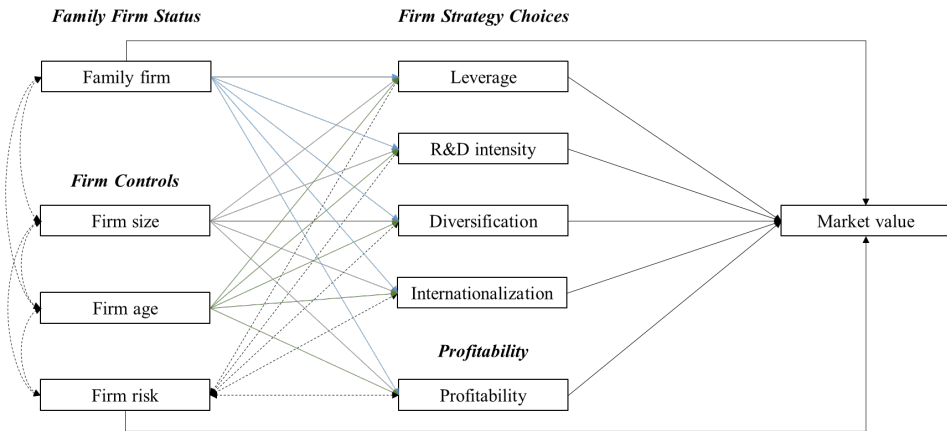 Family Firm Status
Firm Strategy Choices
Family firm
Leverage
R&D intensity
Firm Controls
Firm size
Diversification
Market value
Firm age
Internationalization
Profitability
Firm risk
Profitability